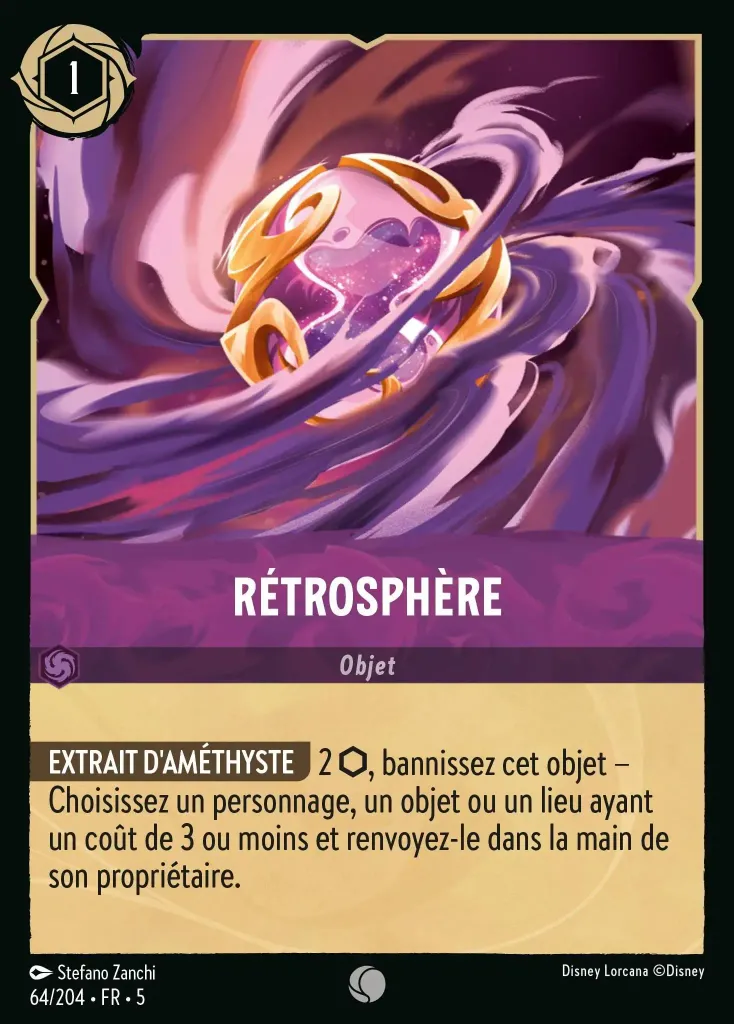 1
RÉTROSPHÈRE
Objet
EXTRAIT D'AMÉTHYSTE 2 , bannissez cet objet –
Choisissez un personnage, un objet ou un lieu ayant
un coût de 3 ou moins et renvoyez-le dans la main de
son propriétaire.
Stefano Zanchi
Disney Lorcana ©Disney
64/204 • FR • 5